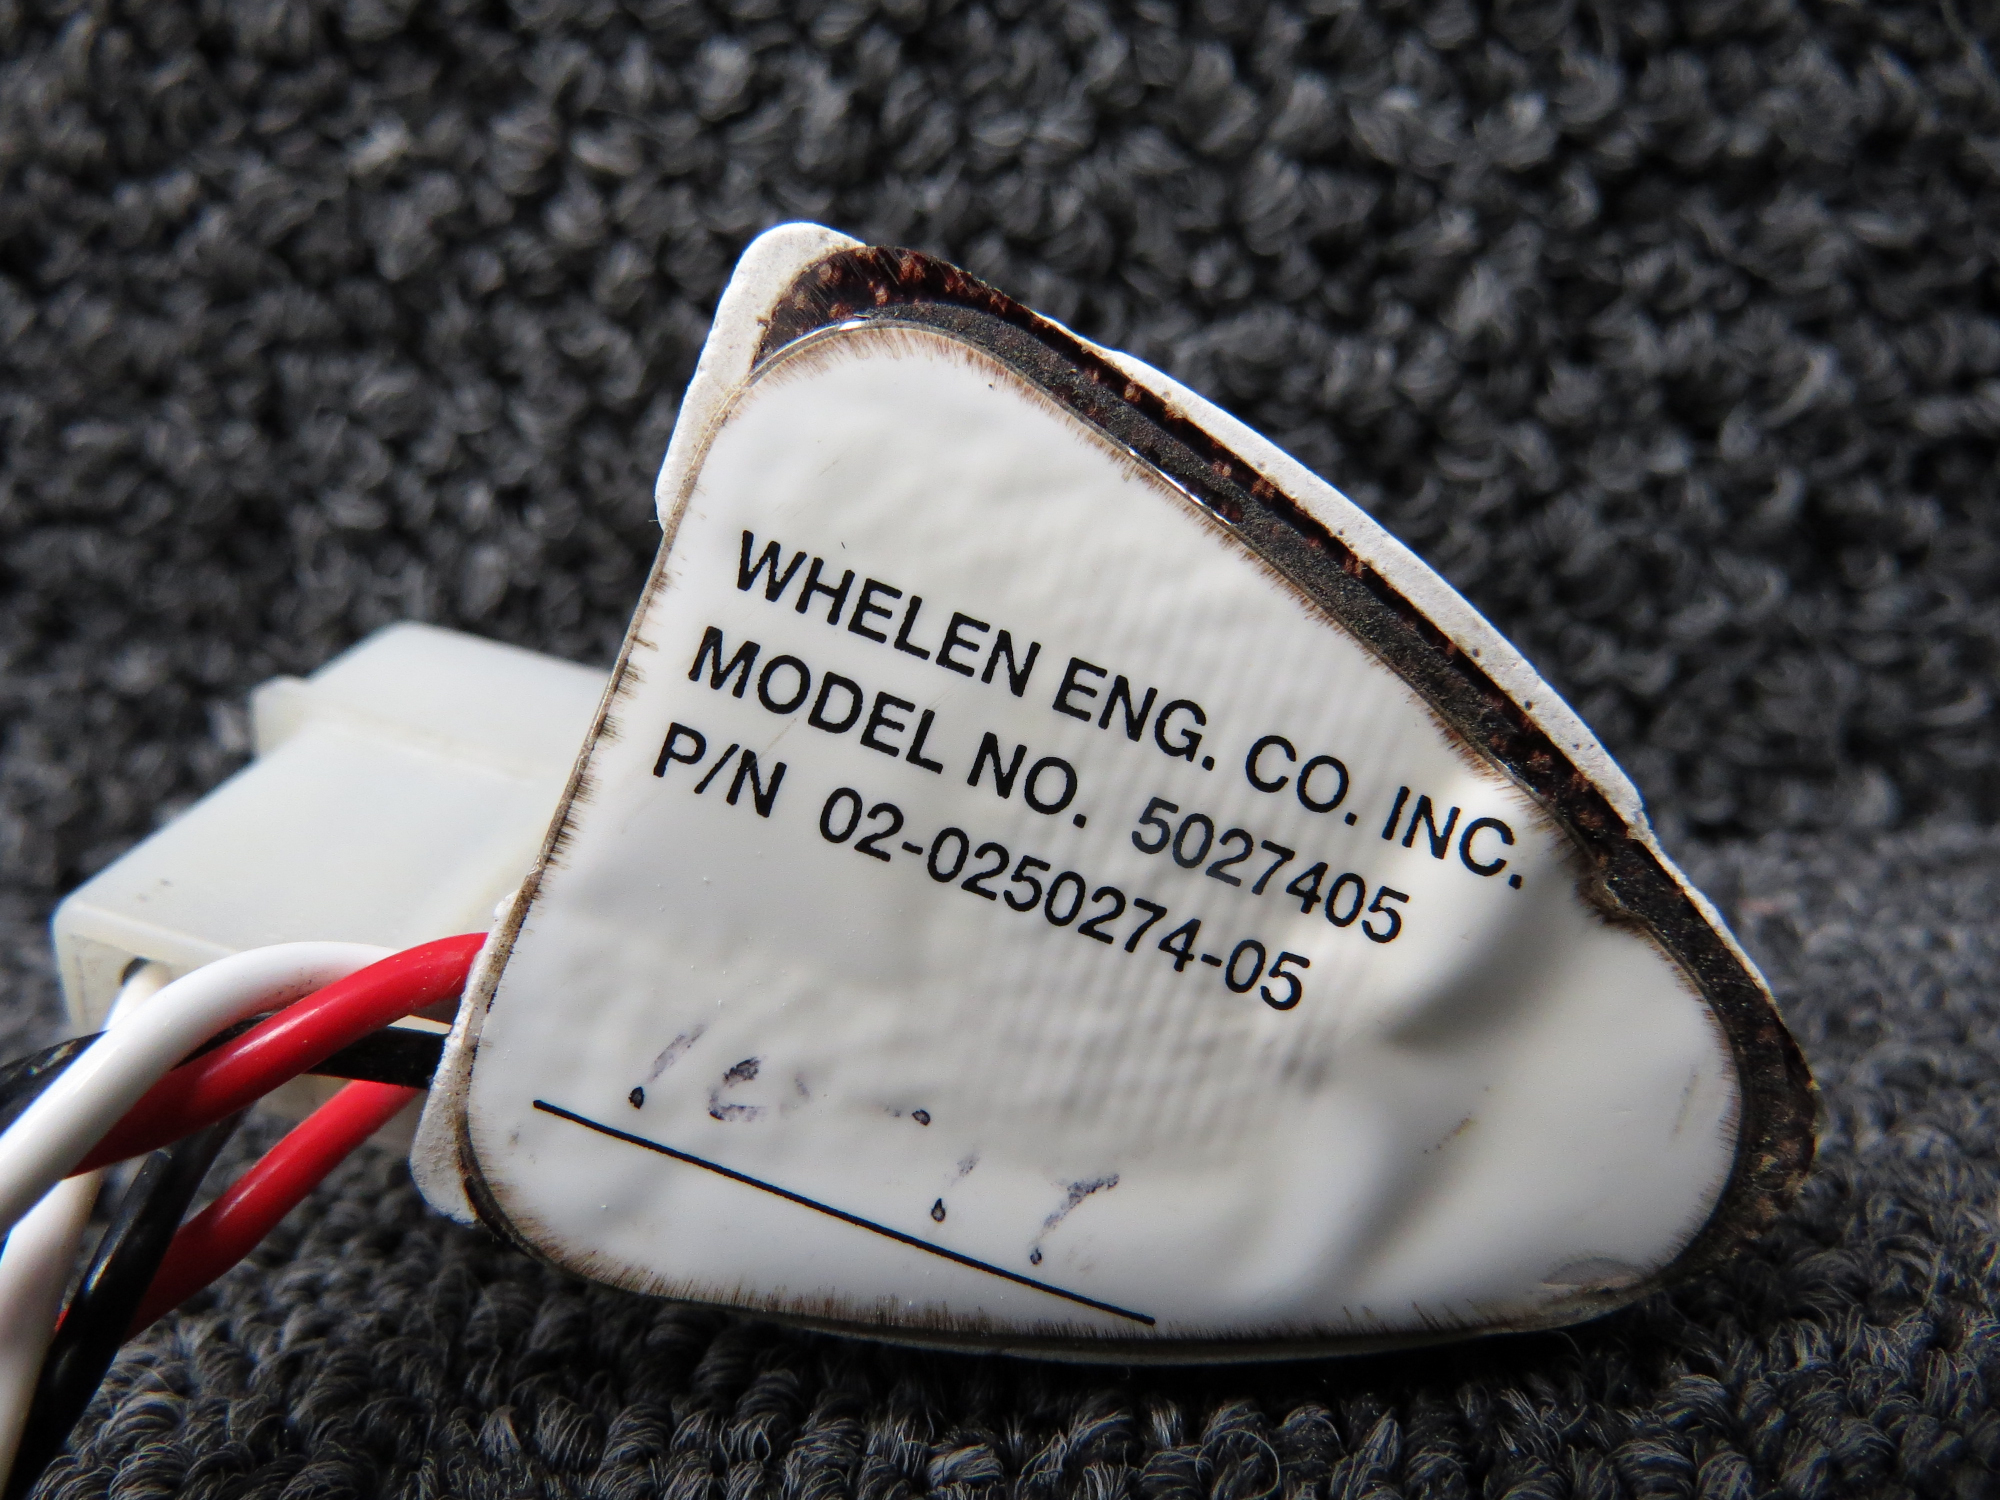 WHELEN ENG. CO. INC.
MODEL NO. 5027405
P/N 02-0250274-05